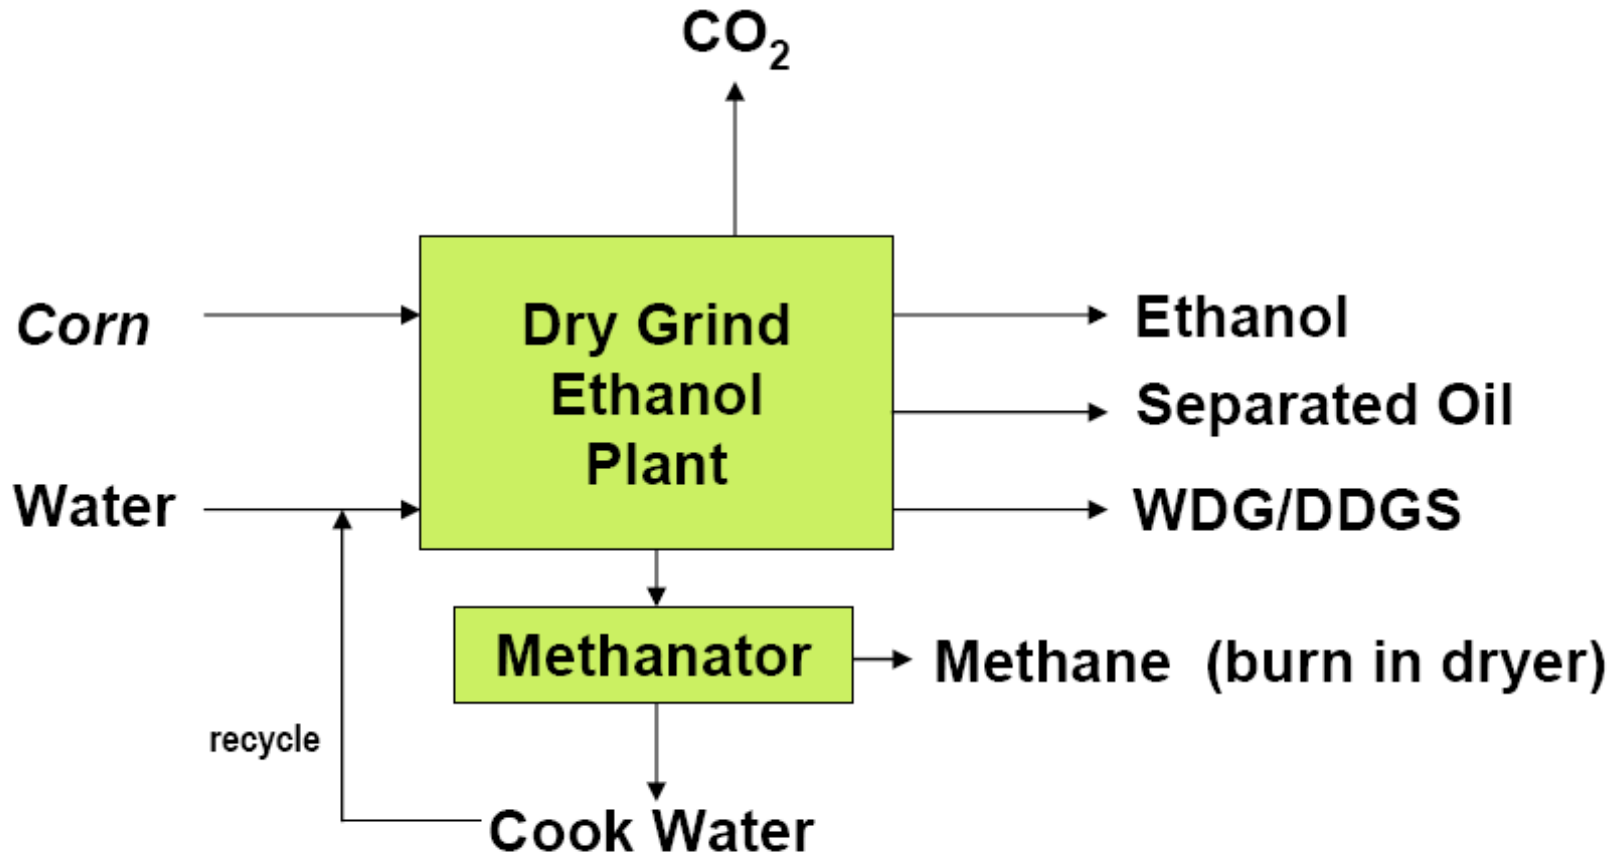 CO₂
Corn
Dry Grind
Ethanol
Plant
Ethanol
Separated Oil
Water
WDG/DDGS
Methanator
Methane (burn in dryer)
recycle
Cook Water